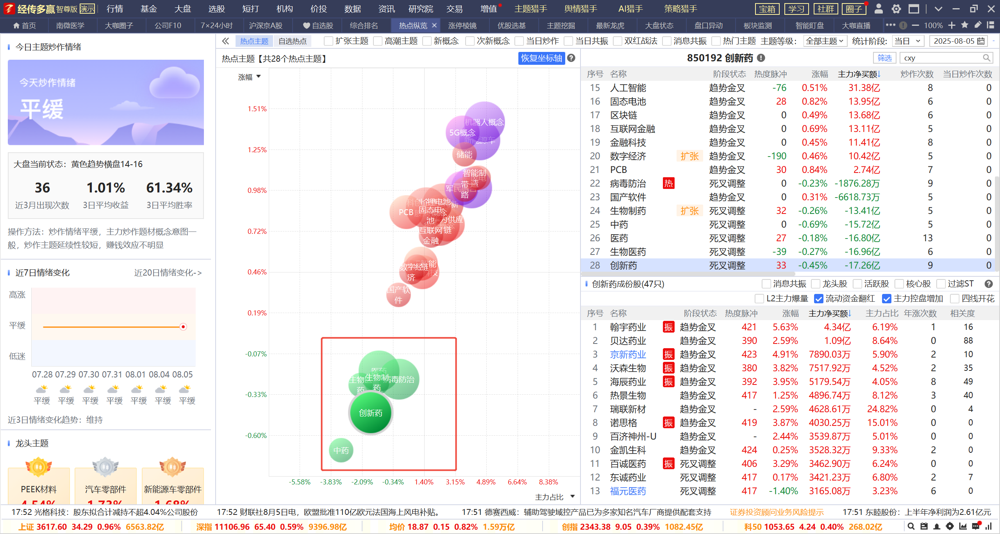 经传多赢 智尊版 演示 行情 基金 大盘 选股 短打 机构 价投 数据 资讯 研究院 交易 增值 主题猎手 舆情猎手 AI猎手 策略猎手 宝箱 学习 社群 圈子
首页 南微医学 大咖圈子 公司F10 7×24小时 沪深京A股 自选股 综合排名 热点纵览 涨停棱镜 优股选基 主题挖掘 最新龙虎 大盘状态 盘口异动 板块监测 智能盯盘 大咖直播 100%
今日主题炒作情绪
今天炒作情绪
平缓
大盘当前状态：黄色趋势横盘14-16
36 1.01% 61.34%
近3月出现次数 3日平均收益 3日平均胜率
操作方法：炒作情绪平缓，主力炒作题材概念意图一
般，炒作主题延续性较短，赚钱效应不明显
近7日情绪变化 近20日情绪变化->
高涨
平缓
低迷
07.28 07.29 07.30 07.31 08.01 08.04 08.05
平缓 平缓 平缓 平缓 平缓 平缓 平缓
近3日情绪变化趋势：维持
龙头主题
PEEK材料 汽车零部件 新能源车零部件
4.54% 1.73% 1.68%
热点主题 自选热点 扩张主题 高潮主题 新概念 次新概念 当日炒作 当日共振 双红战法 消息共振 热门主题 主题等级： 全部主题 统计阶段: 当日 2025-08-05
热点主题【共28个热点主题】 恢复坐标轴
涨幅
1.51%
1.25%
0.98%
0.72%
0.46%
0.19%
-0.07%
-0.33%
-0.60%
机器人概念
5G概念
新能源车
储能
智能制
造
风电
一带一
路
军民融合
锂电池
PCB
固态电
池
互联网
金融
数字经
济
国产软
件
医药
生物医
药
生物制
药
病毒防治
创新药
中药
-5.58% -3.83% -2.09% -0.34% 1.40% 3.15% 4.89% 6.64% 8.38%
主力占比
850192 创新药 筛选 cxy
序号 名称 阶段状态 热度脉冲 涨幅 主力净买额↓ 炒作次数 当日炒作次数
15 人工智能 趋势金叉 -76 0.51% 31.38亿 8 0
16 固态电池 趋势金叉 28 0.82% 13.95亿 6 0
17 区块链 趋势金叉 0 0.49% 13.68亿 6 0
18 互联网金融 趋势金叉 0 0.69% 13.11亿 5 0
19 金融科技 趋势金叉 0 0.45% 11.41亿 8 0
20 数字经济 扩张 趋势金叉 -190 0.46% 10.42亿 5 0
21 PCB 趋势金叉 30 0.84% 2.74亿 7 0
22 病毒防治 热 死叉调整 0 -0.23% -1876.28万 9 0
23 国产软件 趋势金叉 0 0.31% -6618.73万 5 0
24 生物制药 扩张 死叉调整 32 -0.26% -13.41亿 5 0
25 中药 死叉调整 0 -0.69% -15.72亿 5 0
26 医药 死叉调整 27 -0.18% -16.80亿 13 0
27 生物医药 死叉调整 -39 -0.27% -16.96亿 6 0
28 创新药 死叉调整 33 -0.45% -17.26亿 9 0
创新药成份股(47只) 消息共振 龙头股 活跃股 核心股 过滤ST
L2主力爆量 流动资金翻红 主力控盘增加 四线开花
序号 名称 阶段状态 热度脉冲 涨幅 主力净买额↓ 主力占比 年涨次数 相关度
1 翰宇药业 振 趋势金叉 421 5.63% 4.34亿 6.19% 1 16
2 贝达药业 趋势金叉 390 2.59% 1.09亿 8.64% 0 88
3 京新药业 振 趋势金叉 423 4.91% 7890.03万 5.90% 2 10
4 沃森生物 振 趋势金叉 380 3.82% 7517.92万 4.52% 2 35
5 海辰药业 振 趋势金叉 392 3.95% 5179.54万 4.05% 8 49
6 热景生物 趋势金叉 417 1.25% 4896.74万 8.12% 3 40
7 瑞联新材 趋势金叉 - 2.59% 4628.61万 24.82% 0 4
8 诺思格 振 趋势金叉 419 3.87% 4030.25万 15.01% 0 0
9 百济神州-U 趋势金叉 - 2.44% 3539.87万 5.01% 0 0
10 金凯生科 趋势金叉 424 0.25% 3528.32万 9.33% 2 0
11 百诚医药 振 死叉调整 406 3.29% 3462.90万 6.24% 0 0
12 东诚药业 死叉调整 417 0.17% 3421.23万 6.80% 2 7
13 福元医药 死叉调整 417 -1.40% 3165.08万 3.23% 6 0
17:52 光格科技：股东拟合计减持不超4.04%公司股份 17:52 财联社8月5日电，欧盟批准110亿欧元法国海上风电补贴。 17:51 德赛西威：辅助驾驶域控产品已为多家知名汽车厂商提供配套支持 证券投资顾问业务风险提示 17:51 东睦股份：上半年净利润为2.61亿元
上证 3617.60 34.29 0.96% 6563.82亿 深指 11106.96 65.40 0.59% 9396.98亿 均价 18.87 0.15 0.82% 1.59万亿 创指 2343.38 9.05 0.39% 1082.45亿 科50 1053.65 4.24 0.40% 268.02亿